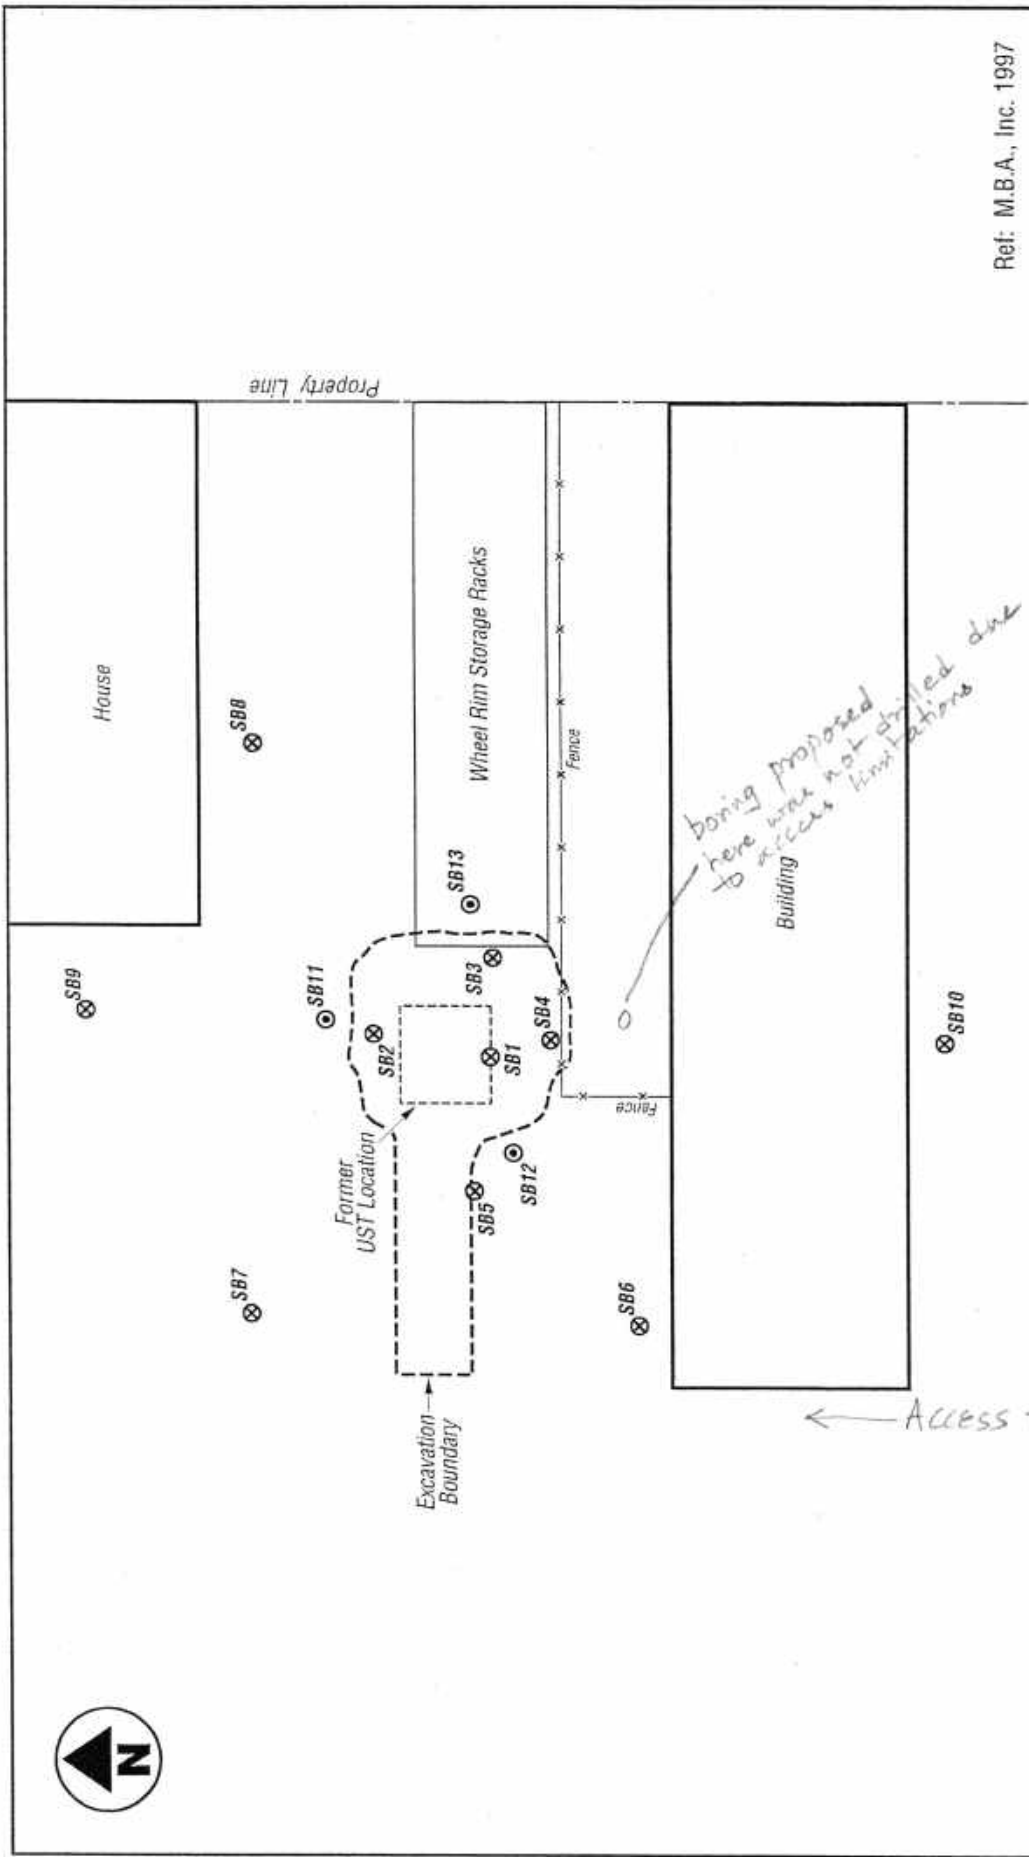 House
SB9
SB8
Property Line
SB7
SB11
SB2
Former
UST Location
SB13
Wheel Rim Storage Racks
SB3
SB1
SB4
Fence
Excavation
Boundary
SB5
SB12
Fence
SB6
boring proposed
here was not drilled due
to access limitations
Building
Access
SB10
N
Ref: M.B.A., Inc. 1997